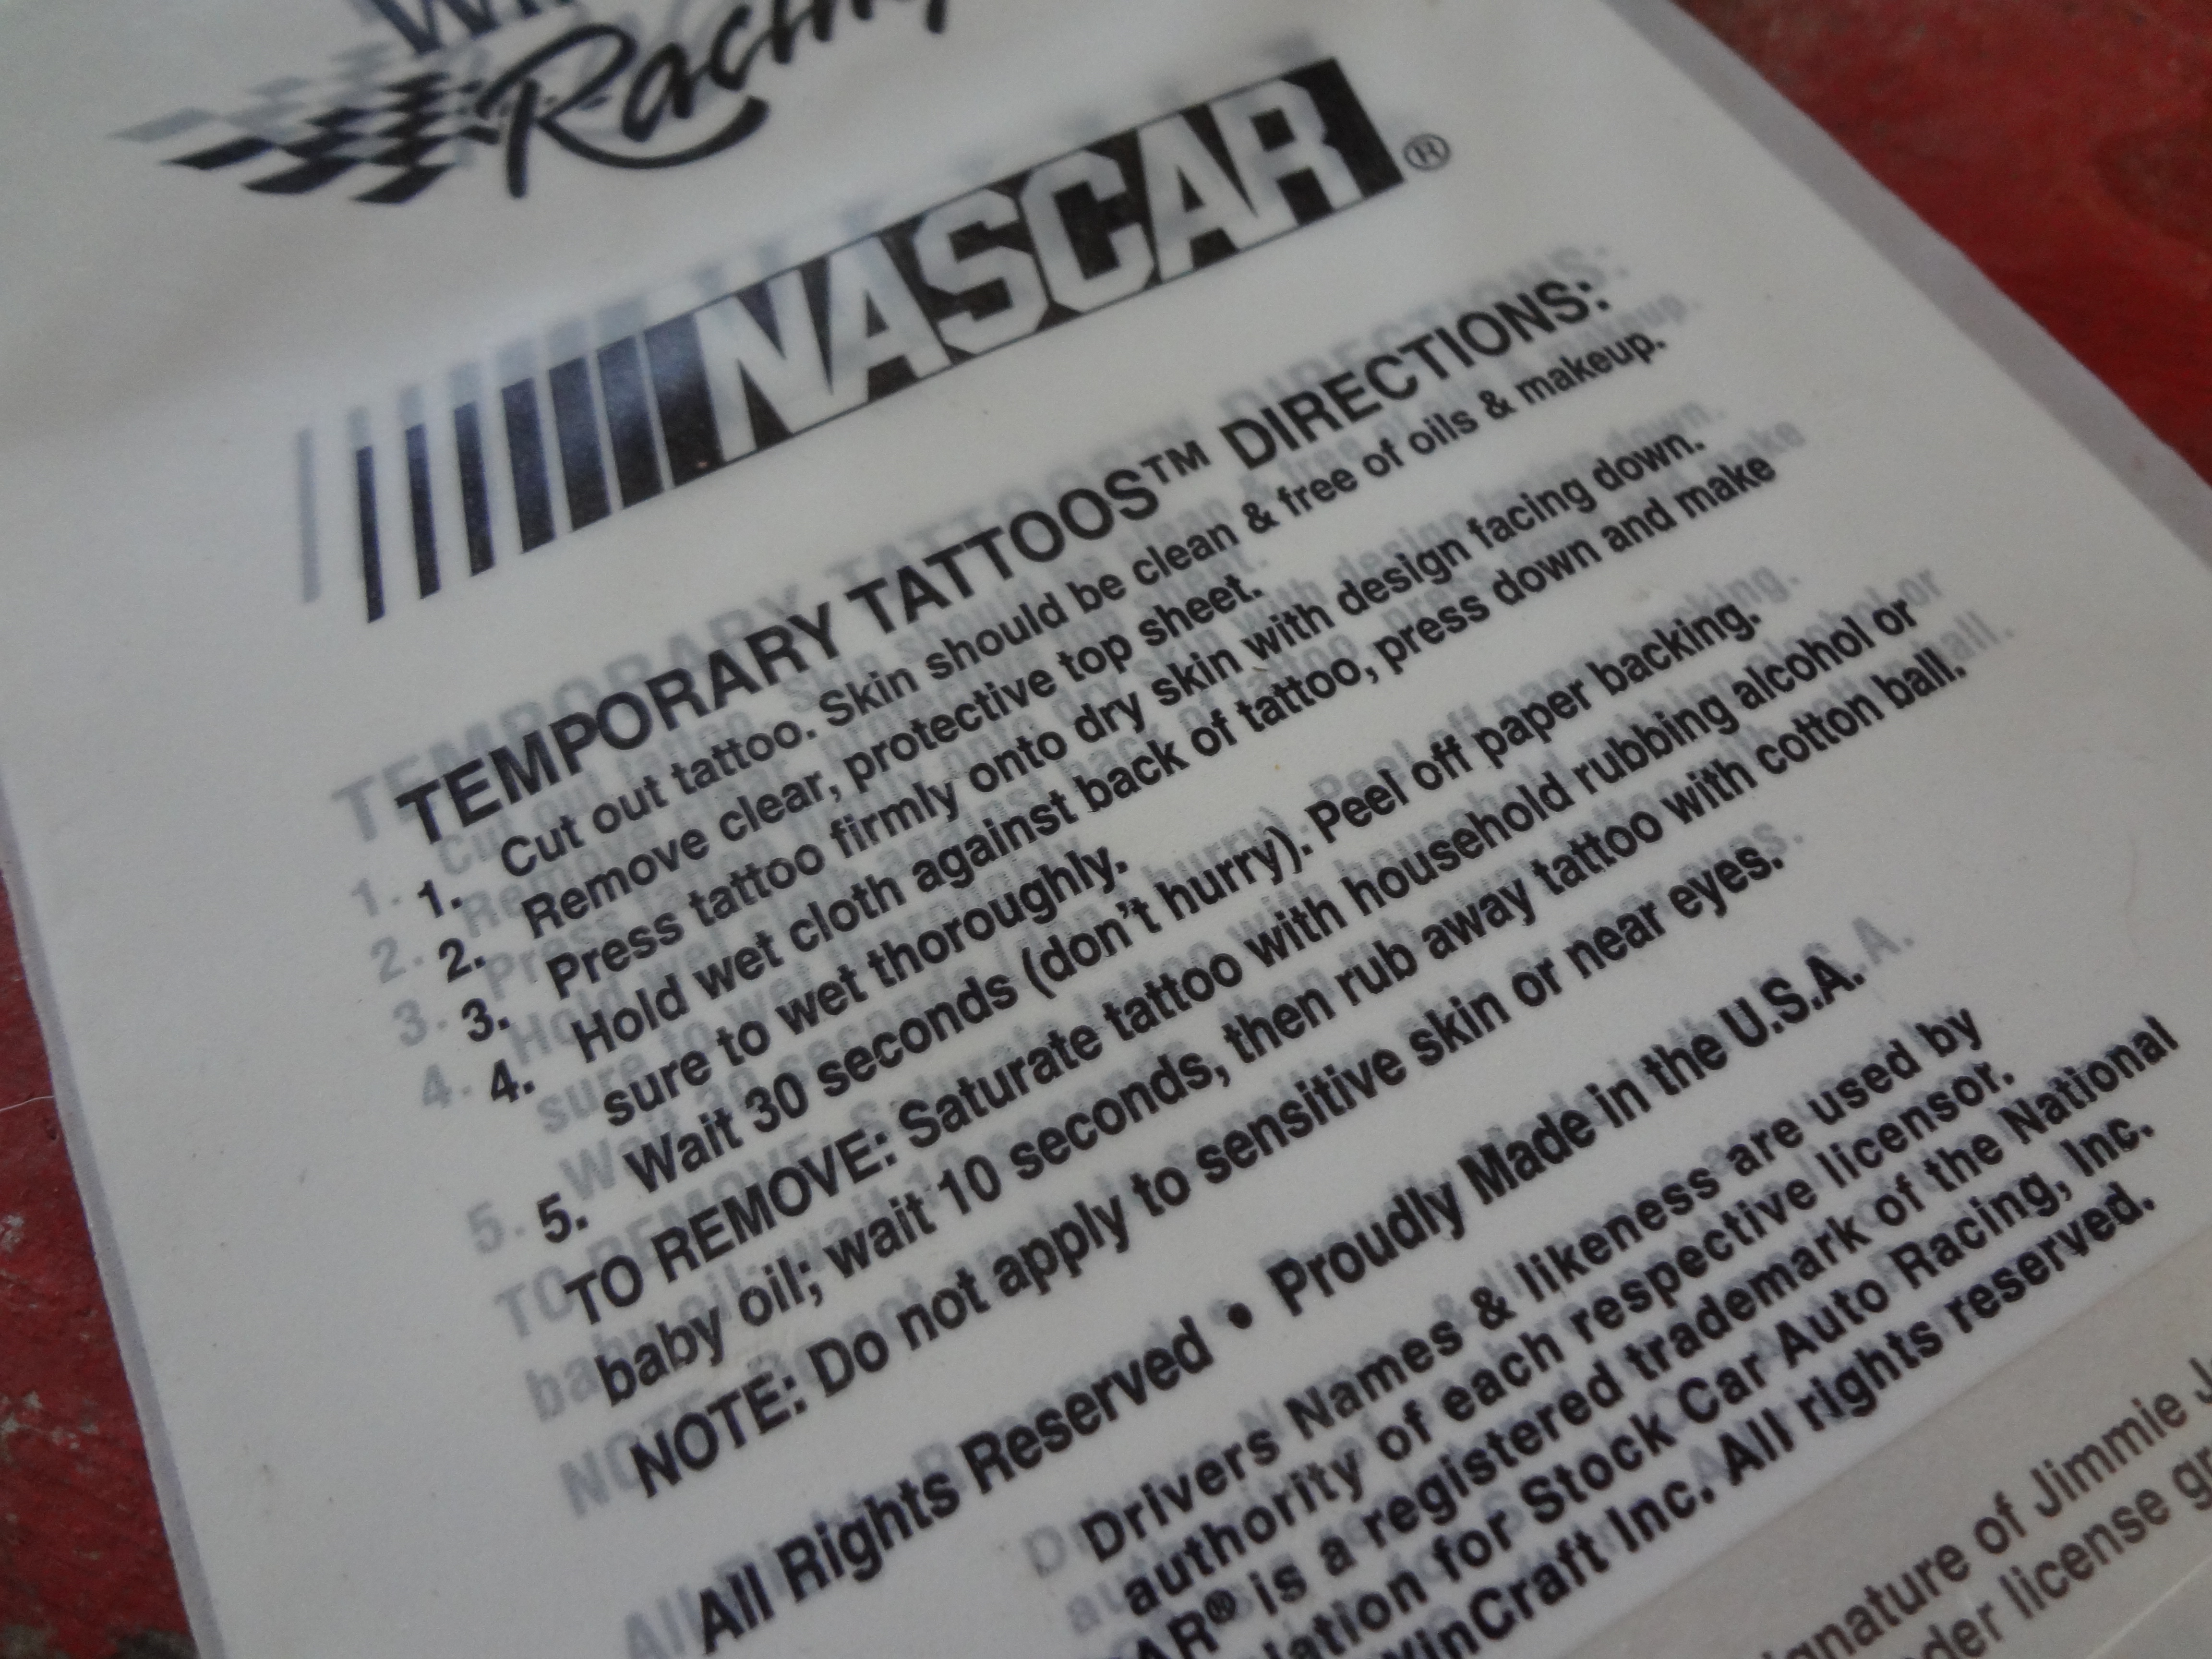 Racing
NASCAR®
TEMPORARY TATTOOS™ DIRECTIONS:
1. Cut out tattoo. Skin should be clean & free of oils & makeup.
2. Remove clear, protective top sheet.
3. Press tattoo firmly onto dry skin with design facing down.
4. Hold wet cloth against back of tattoo, press down and make
sure to wet thoroughly.
5. Wait 30 seconds (don't hurry). Peel off paper backing.
TO REMOVE: Saturate tattoo with household rubbing alcohol or
baby oil; wait 10 seconds, then rub away tattoo with cotton ball.
NOTE: Do not apply to sensitive skin or near eyes.
All Rights Reserved • Proudly Made in the U.S.A.
Drivers Names & likeness are used by
authority of each respective licensor.
is a registered trademark of the National
for Stock Car Auto Racing, Inc.
Inc. All rights reserved.
of Jimmie
license